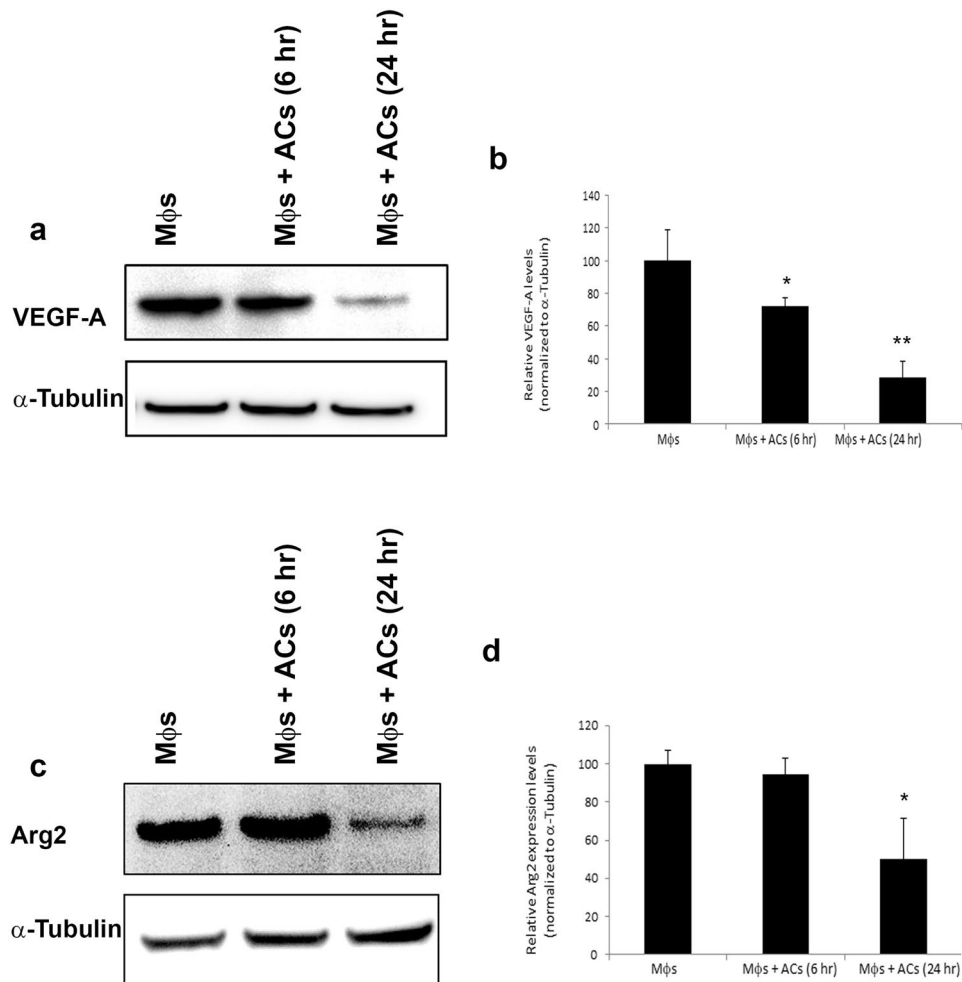 a
Mϕs
Mϕs + ACs (6 hr)
Mϕs + ACs (24 hr)
VEGF-A
α-Tubulin
b
Relative VEGF-A levels
(normalized to α-Tubulin)
140
120
100
80
60
40
20
0
*
**
Mϕs
Mϕs + ACs (6 hr)
Mϕs + ACs (24 hr)
c
Mϕs
Mϕs + ACs (6 hr)
Mϕs + ACs (24 hr)
Arg2
α-Tubulin
d
Relative Arg2 expression levels
(normalized to α-Tubulin)
120
100
80
60
40
20
0
*
Mϕs
Mϕs + ACs (6 hr)
Mϕs + ACs (24 hr)